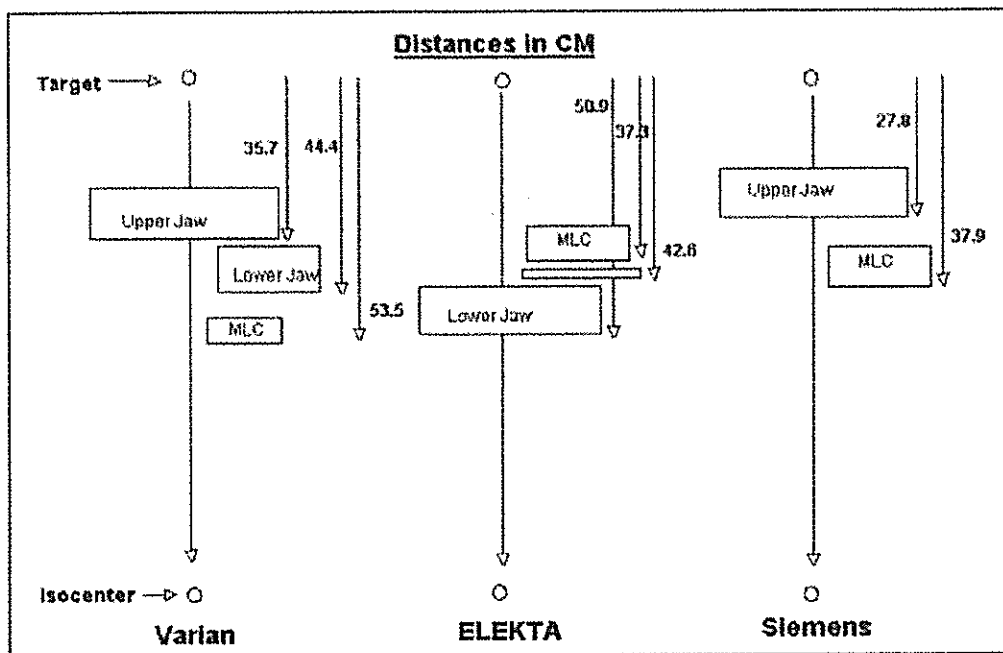 Distances in CM
Target
35.7
44.4
53.5
Upper Jaw
Lower Jaw
MLC
50.9
37.3
42.6
MLC
Lower Jaw
27.8
37.9
Upper Jaw
MLC
Isocenter
Varian
ELEKTA
Siemens